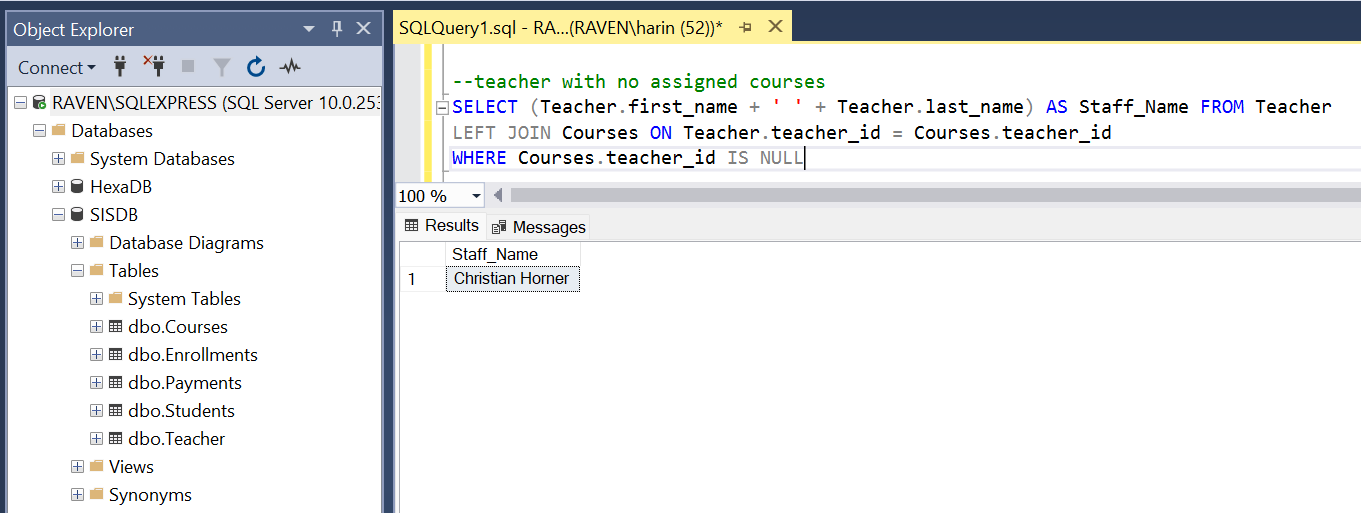 Object Explorer
Connect
RAVEN\SQLEXPRESS (SQL Server 10.0.253
Databases
System Databases
HexaDB
SISDB
Database Diagrams
Tables
System Tables
dbo.Courses
dbo.Enrollments
dbo.Payments
dbo.Students
dbo.Teacher
Views
Synonyms
SQLQuery1.sql - RA...(RAVEN\harin (52))*
--teacher with no assigned courses
SELECT (Teacher.first_name + ' ' + Teacher.last_name) AS Staff_Name FROM Teacher
LEFT JOIN Courses ON Teacher.teacher_id = Courses.teacher_id
WHERE Courses.teacher_id IS NULL
100 %
Results Messages
Staff_Name
1 Christian Horner